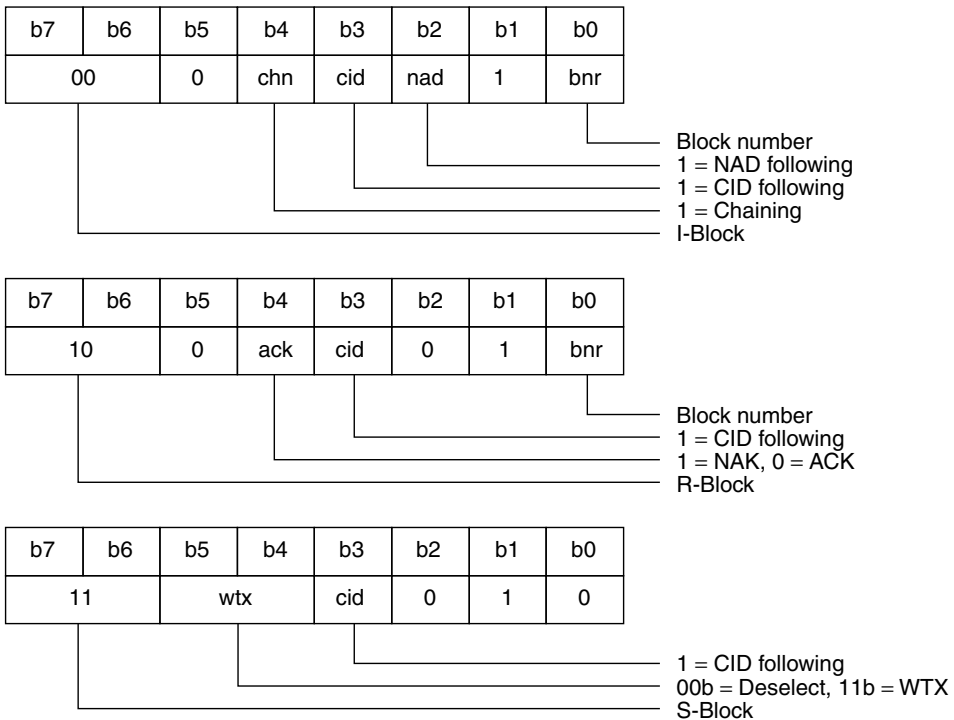 b7 b6 b5 b4 b3 b2 b1 b0
00 0 chn cid nad 1 bnr
Block number
1 = NAD following
1 = CID following
1 = Chaining
I-Block
b7 b6 b5 b4 b3 b2 b1 b0
10 0 ack cid 0 1 bnr
Block number
1 = CID following
1 = NAK, 0 = ACK
R-Block
b7 b6 b5 b4 b3 b2 b1 b0
11 wtx cid 0 1 0
1 = CID following
00b = Deselect, 11b = WTX
S-Block